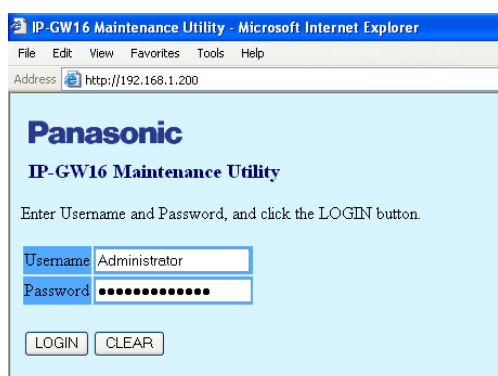 IP-GW16 Maintenance Utility - Microsoft Internet Explorer
File Edit View Favorites Tools Help
Address http://192.168.1.200
Panasonic
IP-GW16 Maintenance Utility
Enter Username and Password, and click the LOGIN button.
Username Administrator
Password ●●●●●●●●●●●●●
LOGIN CLEAR